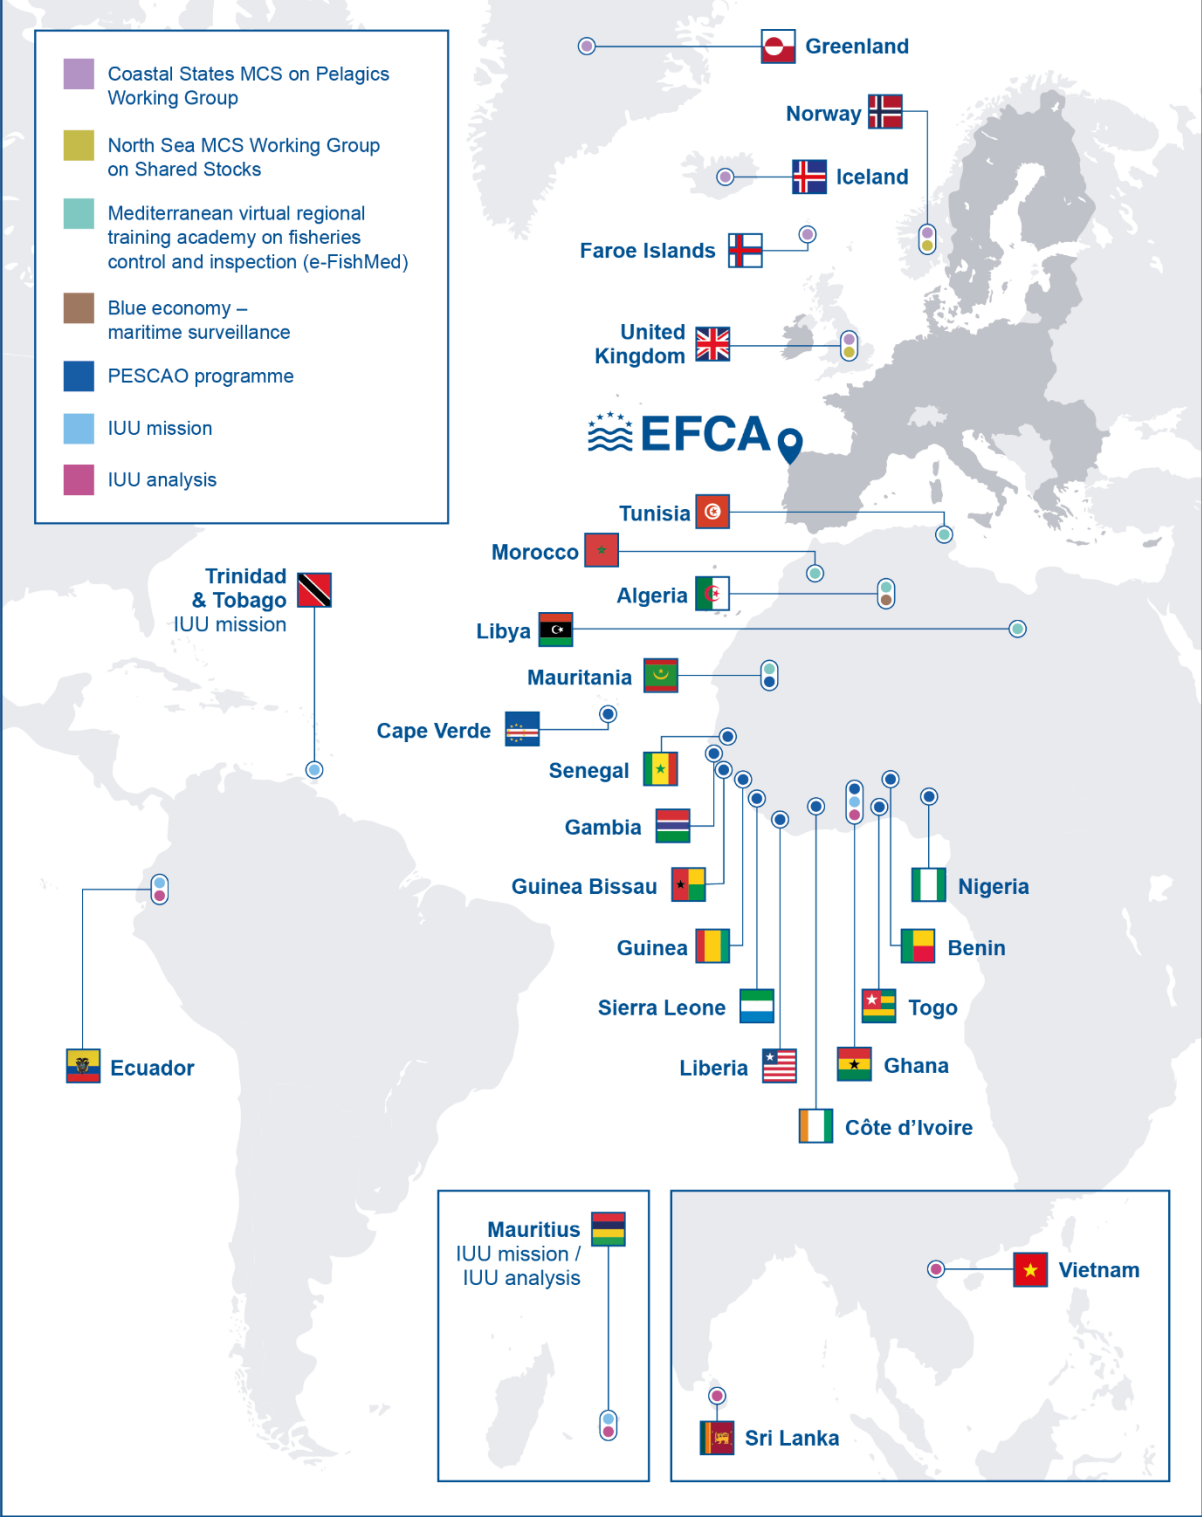 Coastal States MCS on Pelagics
Working Group
North Sea MCS Working Group
on Shared Stocks
Mediterranean virtual regional
training academy on fisheries
control and inspection (e-FishMed)
Blue economy –
maritime surveillance
PESCAO programme
IUU mission
IUU analysis
Greenland
Norway
Iceland
Faroe Islands
United
Kingdom
EFCA
Tunisia
Morocco
Algeria
Libya
Mauritania
Cape Verde
Senegal
Gambia
Guinea Bissau
Guinea
Sierra Leone
Liberia
Côte d’Ivoire
Ghana
Togo
Benin
Nigeria
Trinidad
& Tobago
IUU mission
Ecuador
Mauritius
IUU mission /
IUU analysis
Vietnam
Sri Lanka